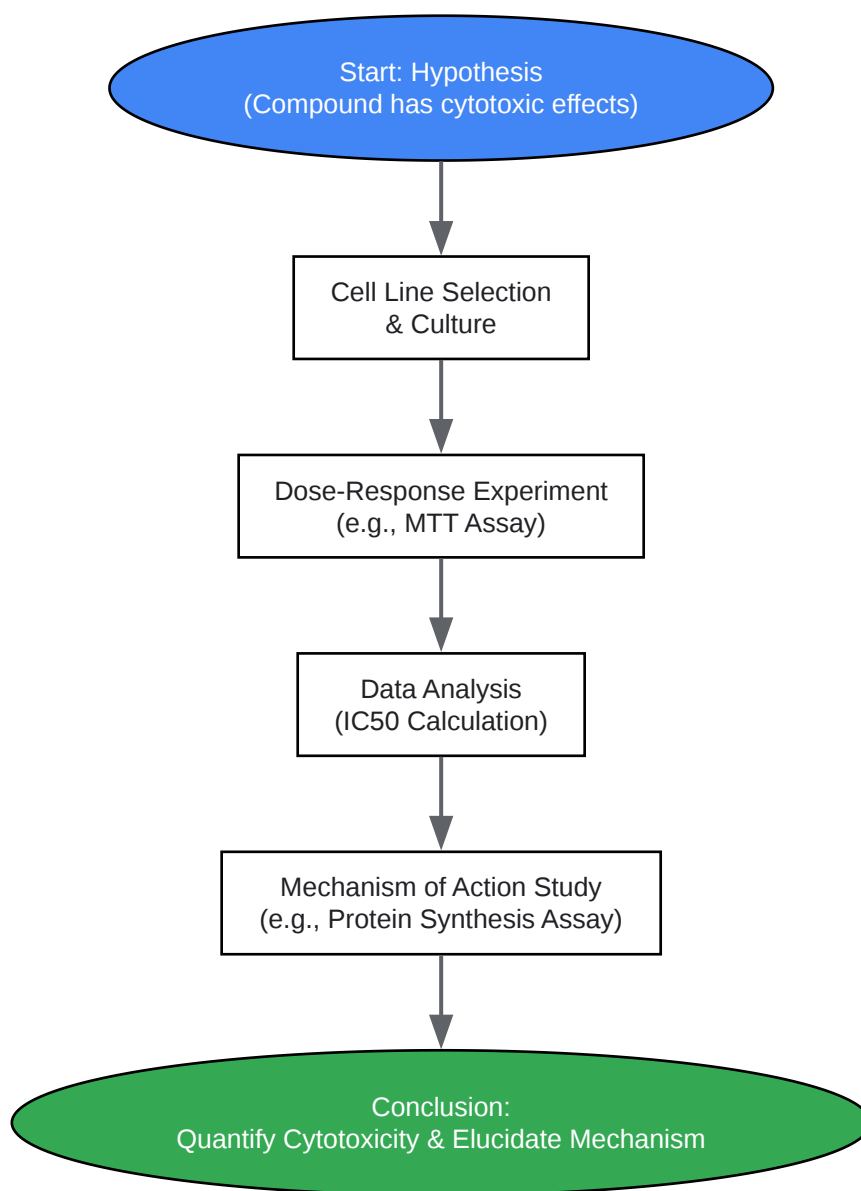 Start: Hypothesis
(Compound has cytotoxic effects)
Cell Line Selection
& Culture
Dose-Response Experiment
(e.g., MTT Assay)
Data Analysis
(IC50 Calculation)
Mechanism of Action Study
(e.g., Protein Synthesis Assay)
Conclusion:
Quantify Cytotoxicity & Elucidate Mechanism